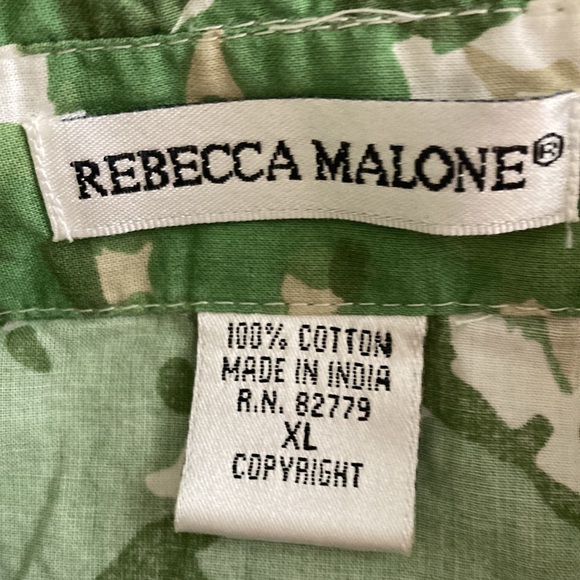 REBECCA MALONE®
100% COTTON
MADE IN INDIA
R.N. 82779
XL
COPYRIGHT